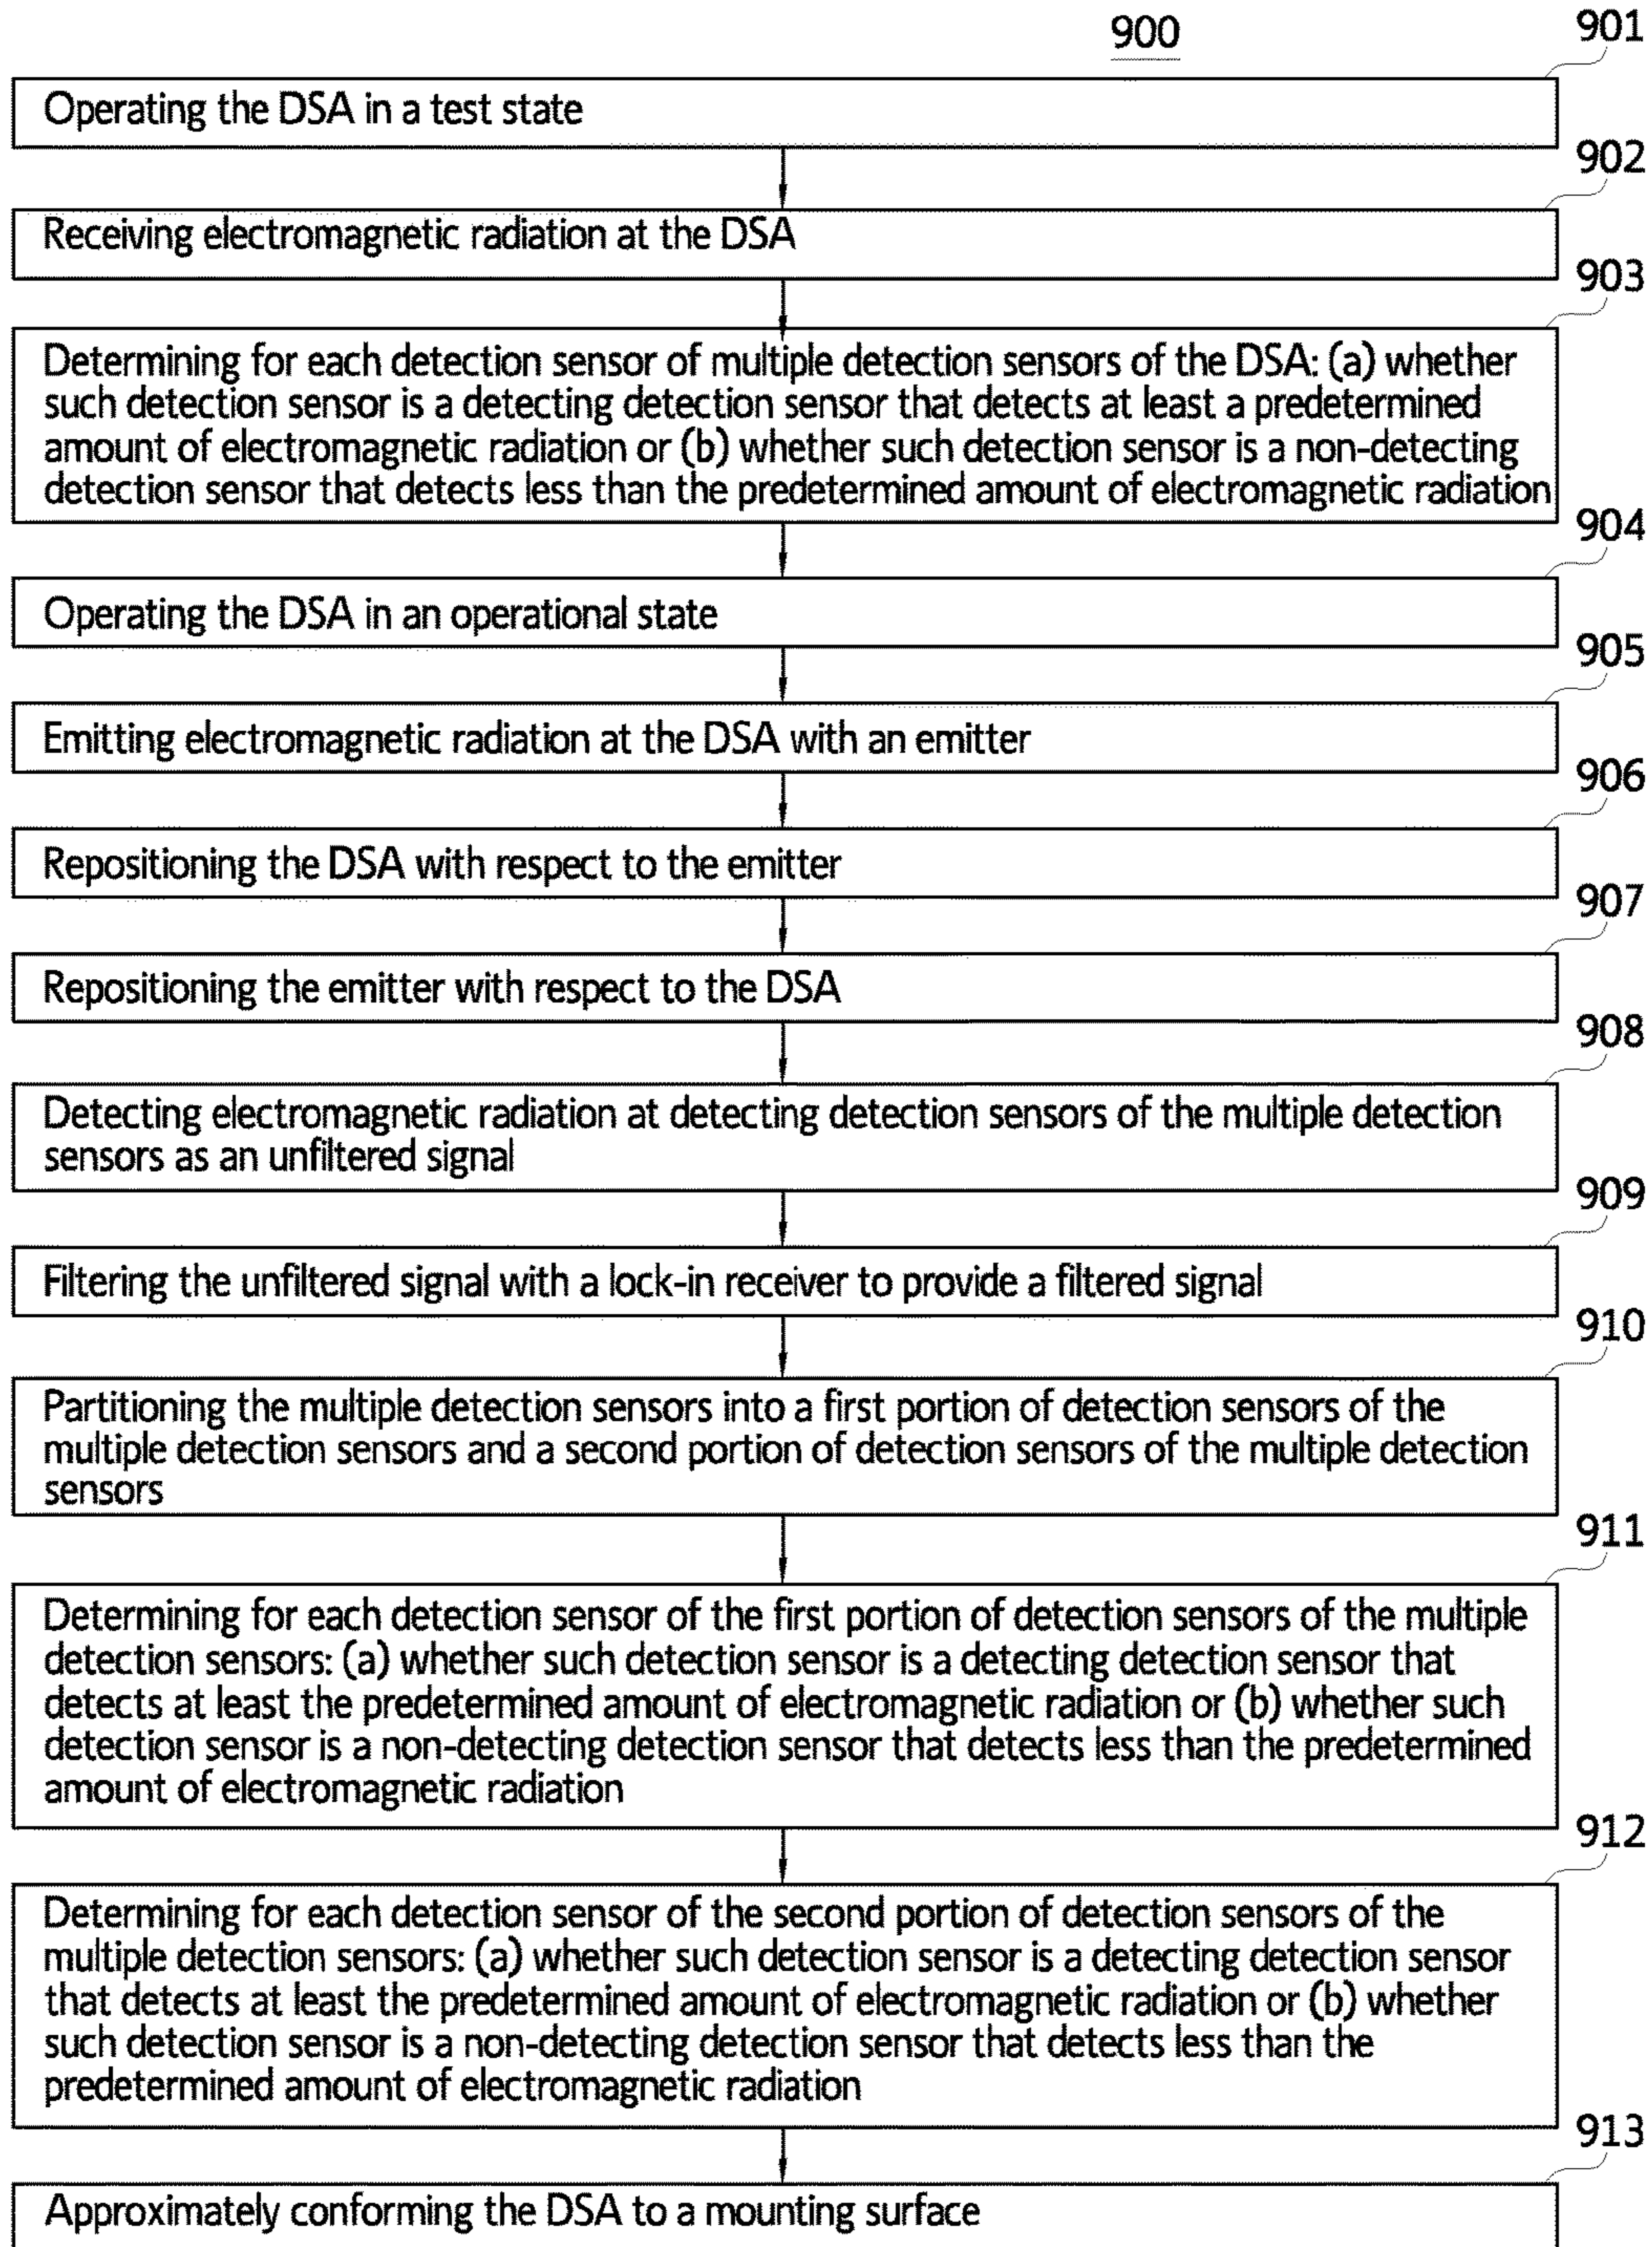 900
901
Operating the DSA in a test state
902
Receiving electromagnetic radiation at the DSA
903
Determining for each detection sensor of multiple detection sensors of the DSA: (a) whether
such detection sensor is a detecting detection sensor that detects at least a predetermined
amount of electromagnetic radiation or (b) whether such detection sensor is a non-detecting
detection sensor that detects less than the predetermined amount of electromagnetic radiation
904
Operating the DSA in an operational state
905
Emitting electromagnetic radiation at the DSA with an emitter
906
Repositioning the DSA with respect to the emitter
907
Repositioning the emitter with respect to the DSA
908
Detecting electromagnetic radiation at detecting detection sensors of the multiple detection
sensors as an unfiltered signal
909
Filtering the unfiltered signal with a lock-in receiver to provide a filtered signal
910
Partitioning the multiple detection sensors into a first portion of detection sensors of the
multiple detection sensors and a second portion of detection sensors of the multiple detection
sensors
911
Determining for each detection sensor of the first portion of detection sensors of the multiple
detection sensors: (a) whether such detection sensor is a detecting detection sensor that
detects at least the predetermined amount of electromagnetic radiation or (b) whether such
detection sensor is a non-detecting detection sensor that detects less than the predetermined
amount of electromagnetic radiation
912
Determining for each detection sensor of the second portion of detection sensors of the
multiple detection sensors: (a) whether such detection sensor is a detecting detection sensor
that detects at least the predetermined amount of electromagnetic radiation or (b) whether
such detection sensor is a non-detecting detection sensor that detects less than the
predetermined amount of electromagnetic radiation
913
Approximately conforming the DSA to a mounting surface